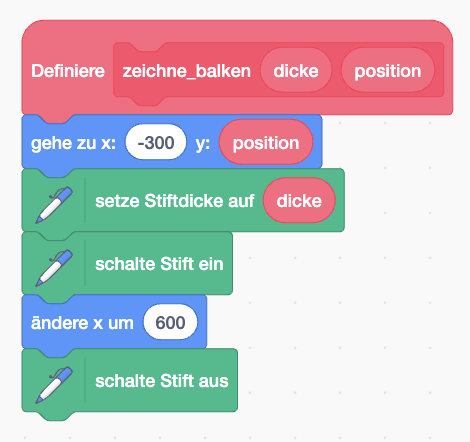 Definiere zeichne_balken dicke position
gehe zu x: -300 y: position
setze Stiftdicke auf dicke
schalte Stift ein
ändere x um 600
schalte Stift aus